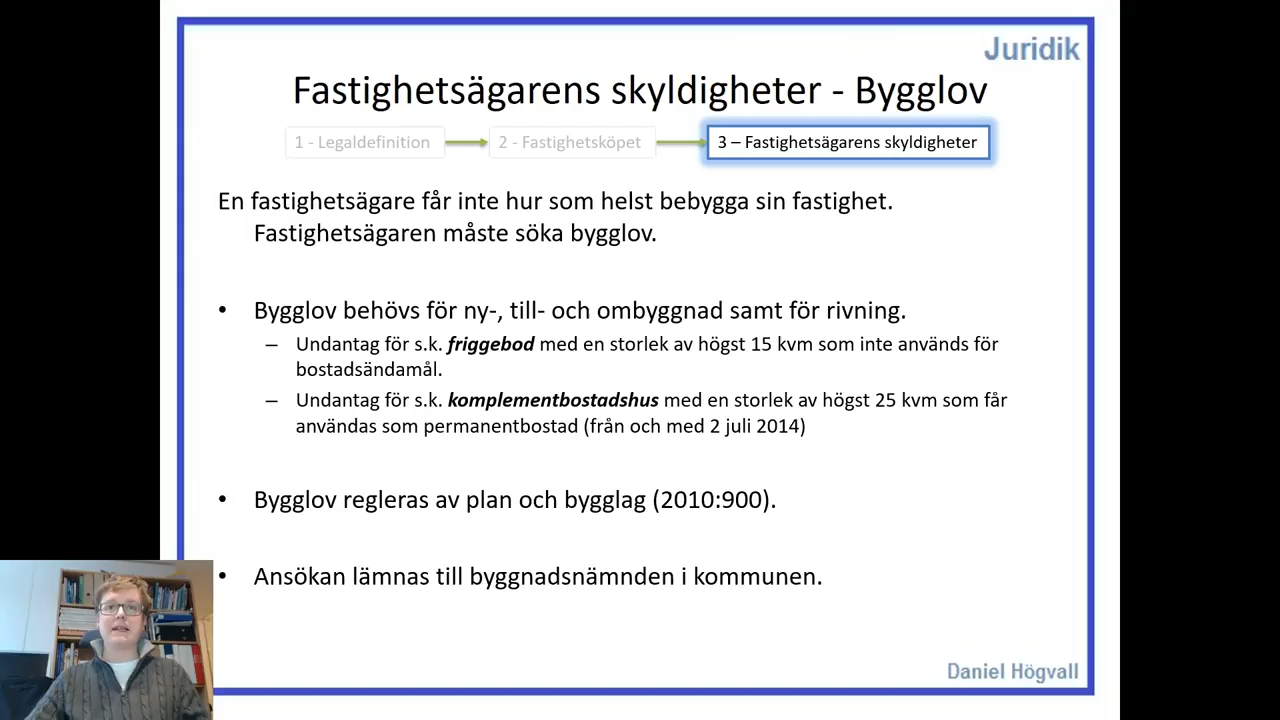 Juridik
Fastighetsägarens skyldigheter - Bygglov
1 - Legaldefinition
2 - Fastighetsköpet
3 – Fastighetsägarens skyldigheter
En fastighetsägare får inte hur som helst bebygga sin fastighet.
Fastighetsägaren måste söka bygglov.
• Bygglov behövs för ny-, till- och ombyggnad samt för rivning.
– Undantag för s.k. friggebod med en storlek av högst 15 kvm som inte används för
bostadsändamål.
– Undantag för s.k. komplementbostadshus med en storlek av högst 25 kvm som får
användas som permanentbostad (från och med 2 juli 2014)
• Bygglov regleras av plan och bygglag (2010:900).
• Ansökan lämnas till byggnadsnämnden i kommunen.
Daniel Högvall